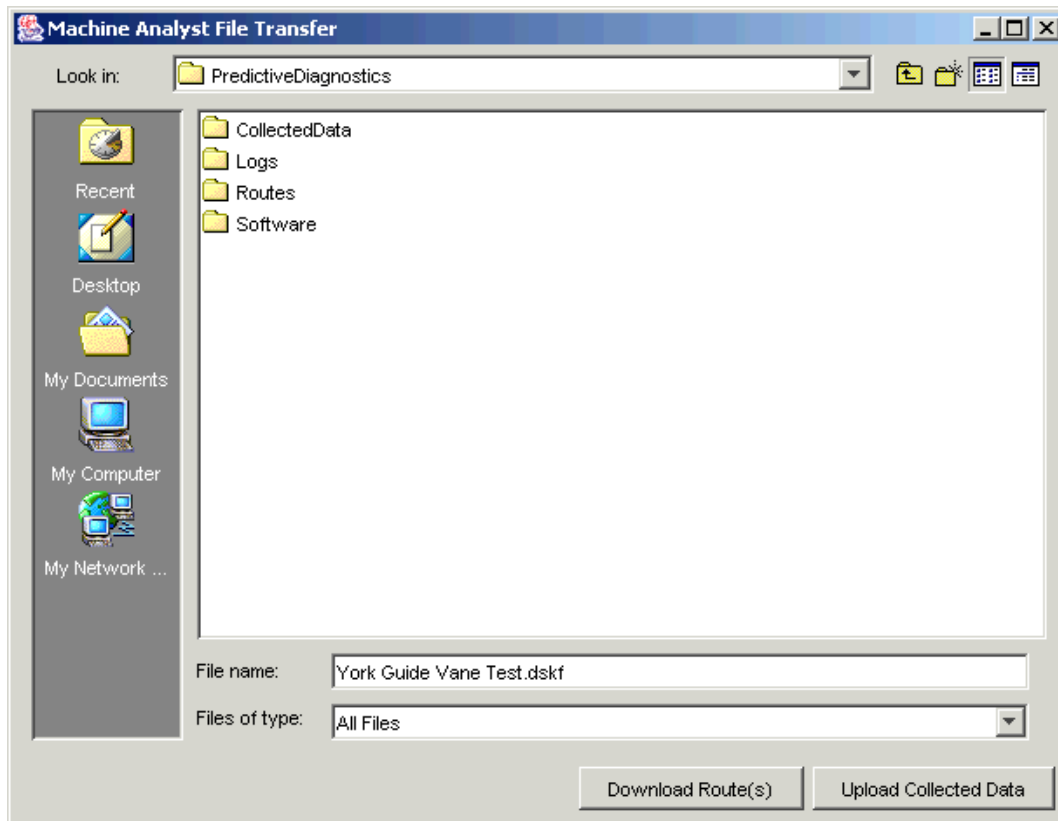 Machine Analyst File Transfer
Look in:
PredictiveDiagnostics
Recent
Desktop
My Documents
My Computer
My Network ...
CollectedData
Logs
Routes
Software
File name:
York Guide Vane Test.dskf
Files of type:
All Files
Download Route(s)
Upload Collected Data